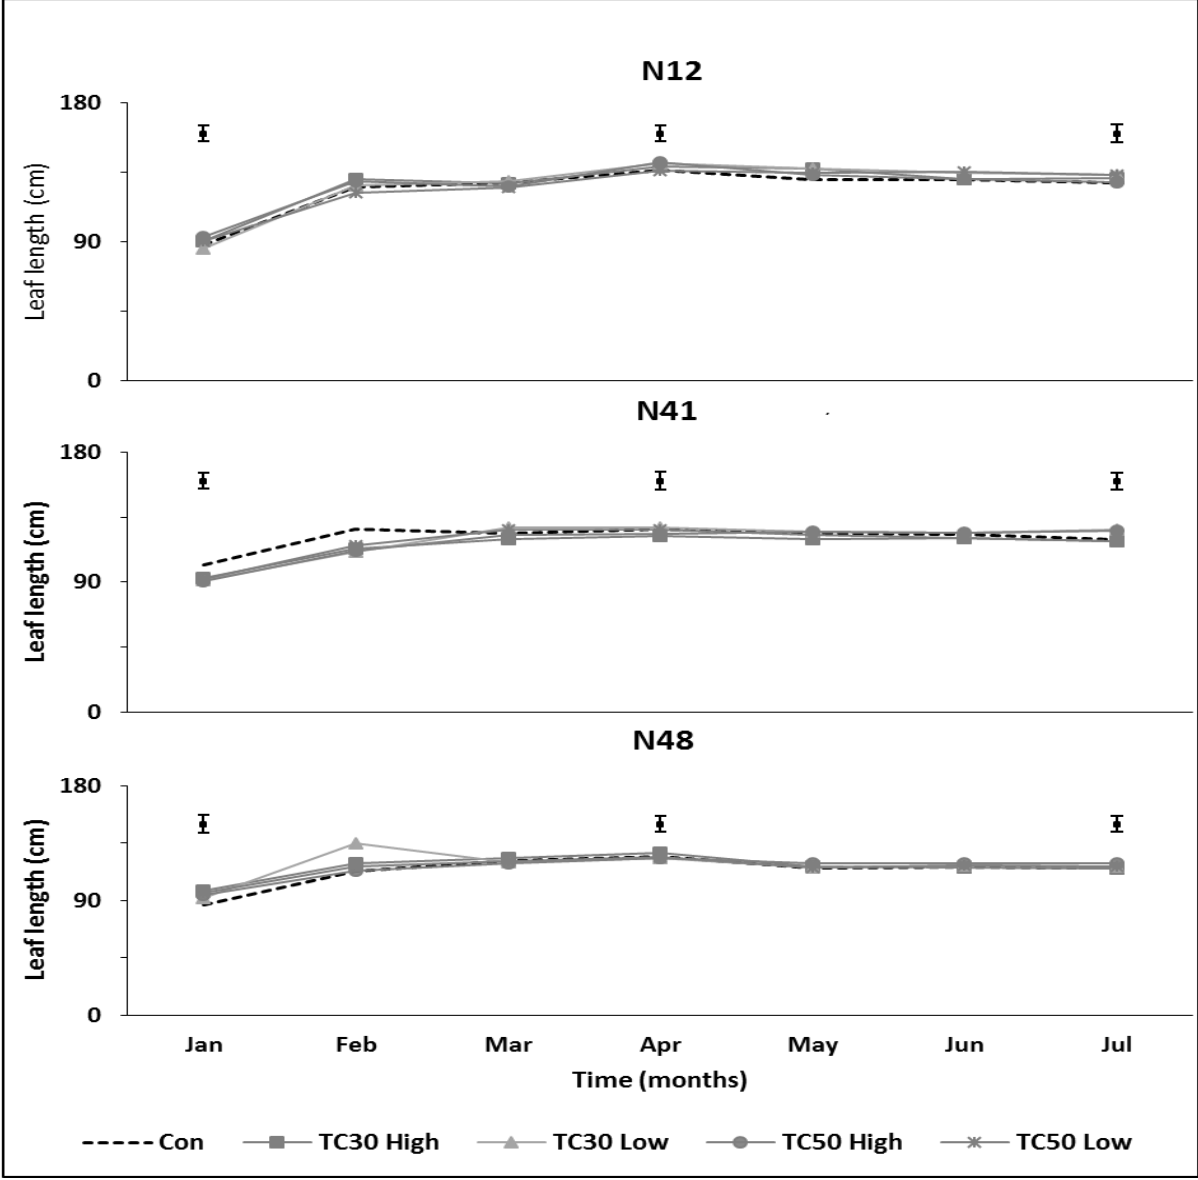 N12
180
90
0
Leaf length (cm)
N41
180
90
0
Leaf length (cm)
N48
180
90
0
Leaf length (cm)
Jan Feb Mar Apr May Jun Jul
Time (months)
Con TC30 High TC30 Low TC50 High TC50 Low